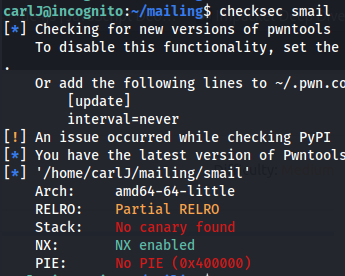 carlJ@incognito:~/mailing$ checksec smail
[*] Checking for new versions of pwntools
To disable this functionality, set the
.
Or add the following lines to ~/.pwn.co
[update]
interval=never
[!] An issue occurred while checking PyPI
[*] You have the latest version of Pwntools
[*] '/home/carlJ/mailing/smail'
Arch: amd64-64-little
RELRO: Partial RELRO
Stack: No canary found
NX: NX enabled
PIE: No PIE (0x400000)